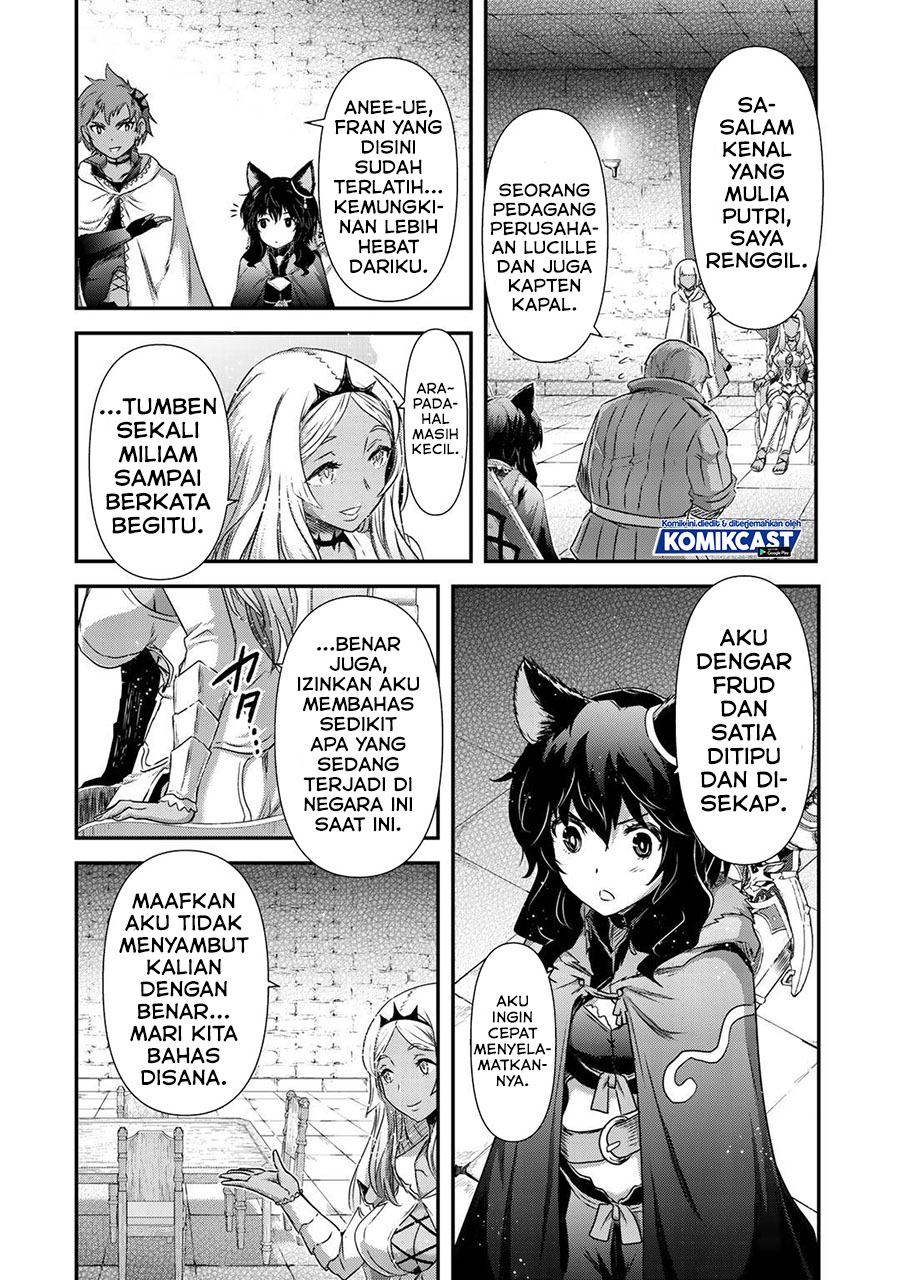 SA-
SALAM
KENAL
YANG
MULIA
PUTRI,
SAYA
RENGGIL.
SEORANG
PEDAGANG
PERUSAHA-
AN LUCILLE
DAN JUGA
KAPTEN
KAPAL.
ANEE-UE,
FRAN YANG
DISINI
SUDAH
TERLATIH...
KEMUNGKI-
NAN LEBIH
HEBAT
DARIKU.
Komik ini diedit & diterjemahkan oleh
KOMIKCAST
Google Play
ARA~
PADA-
HAL
MASIH
KECIL.
...TUMBEN
SEKALI
MILIAM
SAMPAI
BERKATA
BEGITU.
AKU
DENGAR
FRUD
DAN
SATIA
DITIPU
DAN DI-
SEKAP.
AKU
INGIN
CEPAT
MENYELA-
MATKAN-
NYA.
...BENAR
JUGA,
IZINKAN AKU
MEMBAHAS
SEDIKIT
APA YANG
SEDANG
TERJADI DI
NEGARA INI
SAAT INI.
カタ…
MAAFKAN
AKU TIDAK
MENYAMBUT
KALIAN
DENGAN
BENAR...
MARI KITA
BAHAS
DISANA.